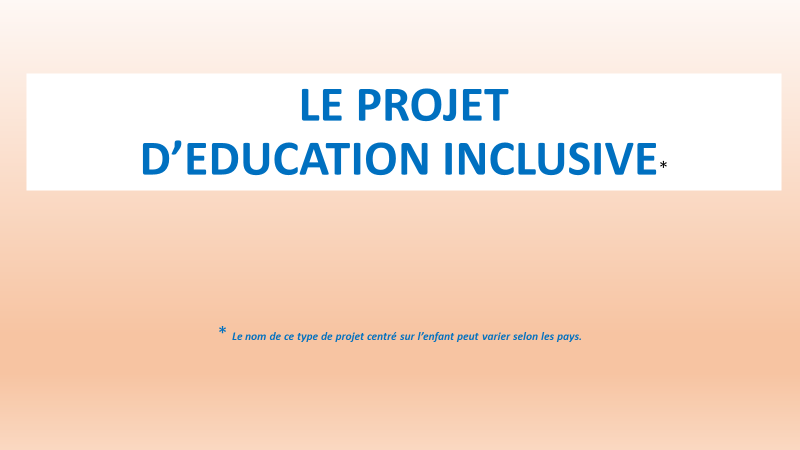 LE PROJET
D’EDUCATION INCLUSIVE*
* Le nom de ce type de projet centré sur l’enfant peut varier selon les pays.